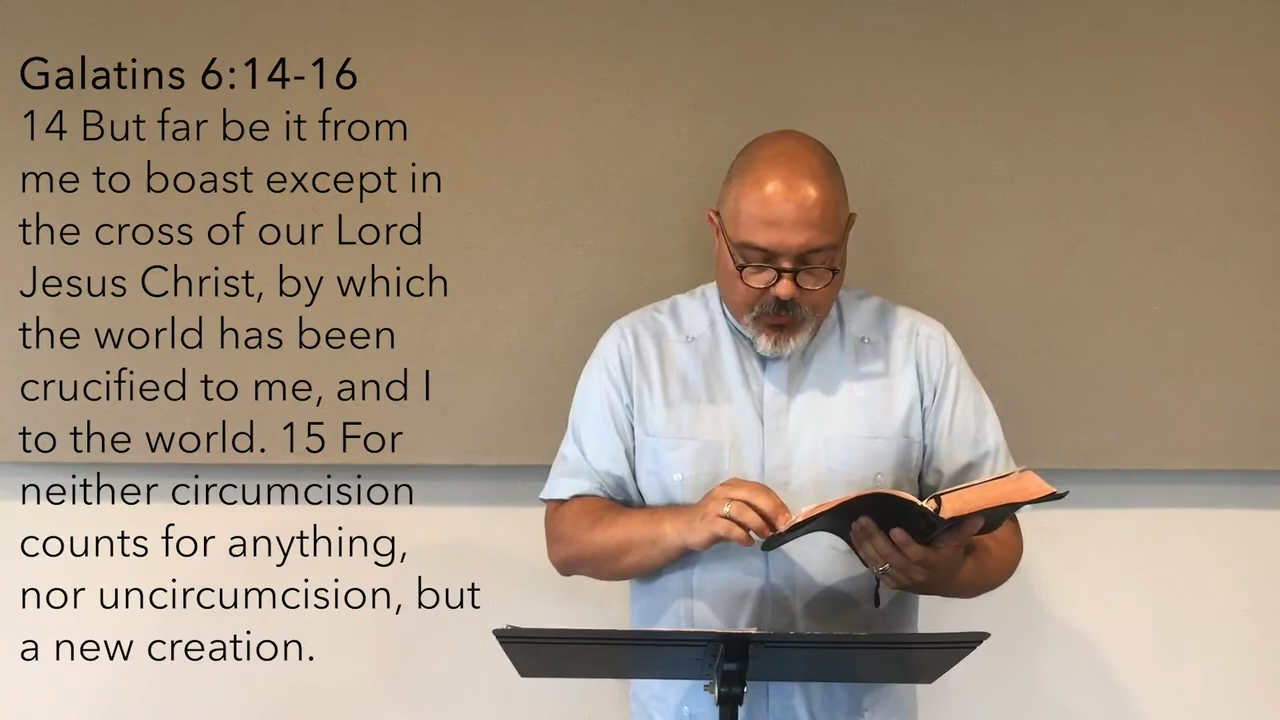 Galatins 6:14-16
14 But far be it from
me to boast except in
the cross of our Lord
Jesus Christ, by which
the world has been
crucified to me, and I
to the world. 15 For
neither circumcision
counts for anything,
nor uncircumcision, but
a new creation.